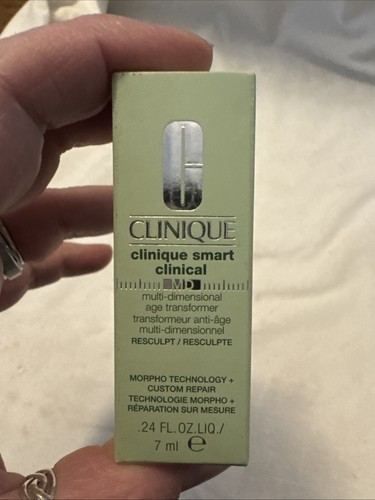 CLINIQUE
clinique smart
clinical
MD
multi-dimensional
age transformer
transformeur anti-âge
multi-dimensionnel
RESCULPT / RESCULPTE
MORPHO TECHNOLOGY +
CUSTOM REPAIR
TECHNOLOGIE MORPHO +
RÉPARATION SUR MESURE
.24 FL.OZ.LIQ./
7 ml e